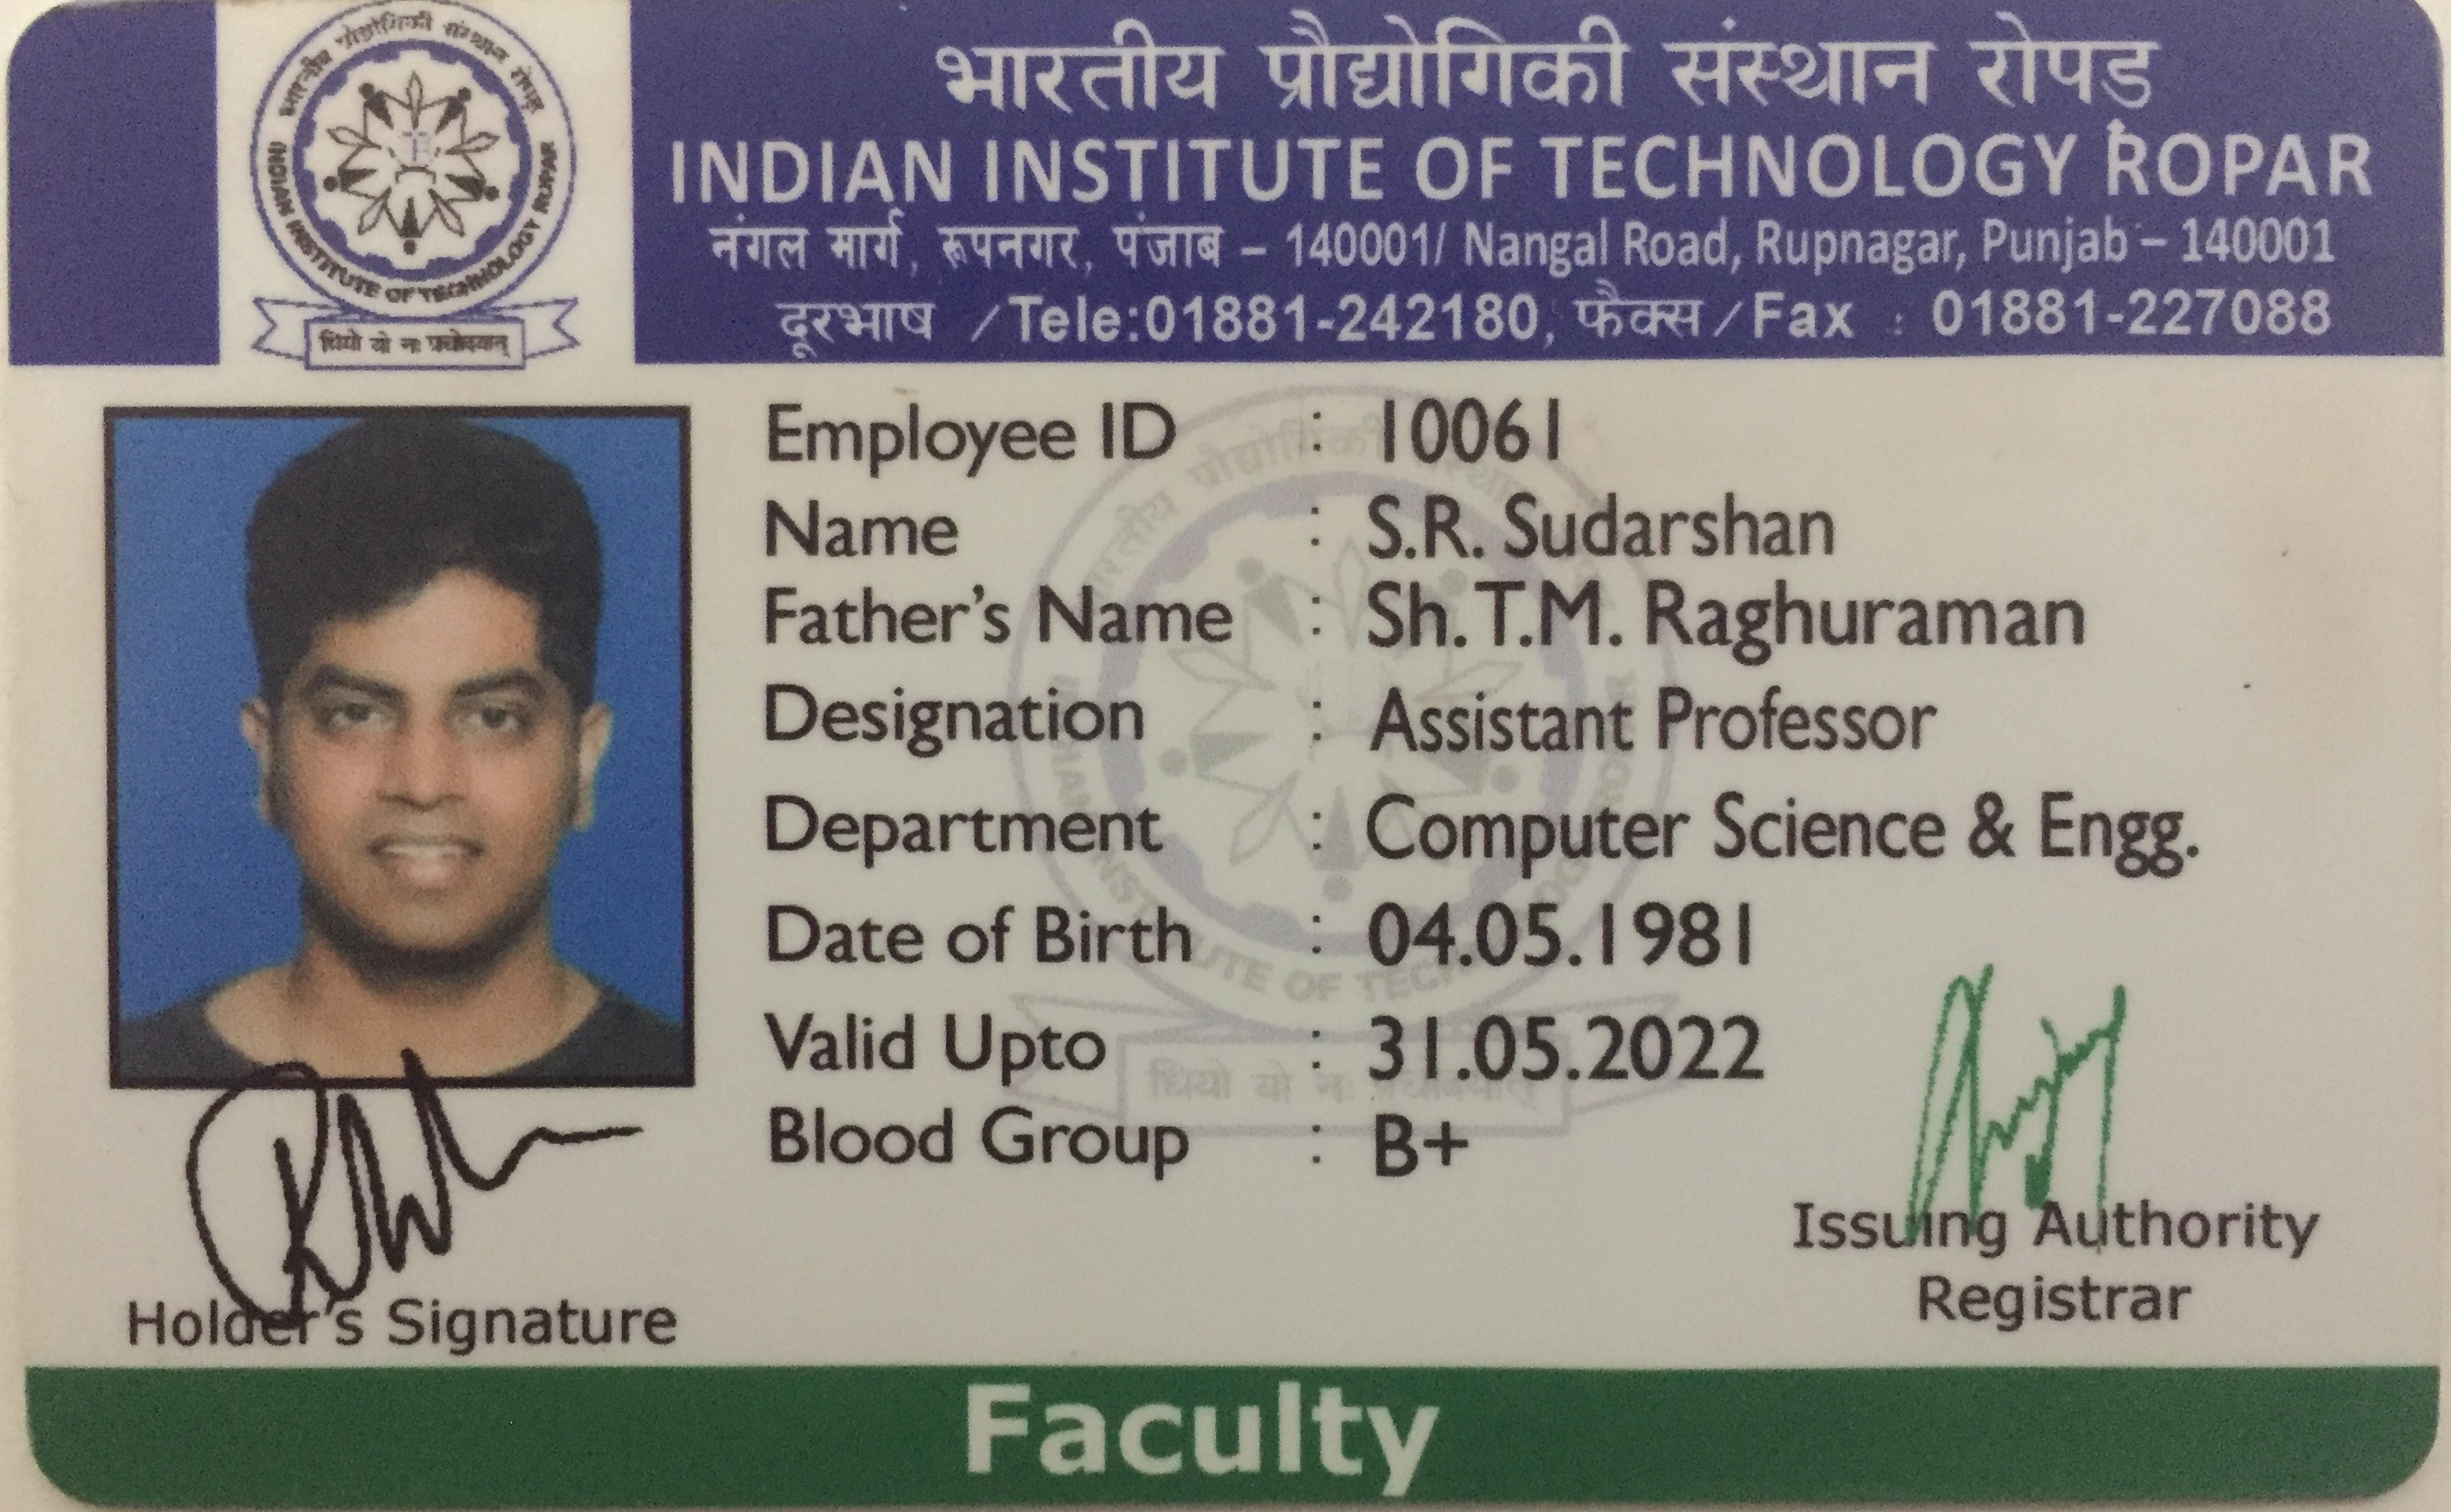 भारतीय प्रौद्योगिकी संस्थान रोपड़
INDIAN INSTITUTE OF TECHNOLOGY ROPAR
नंगल मार्ग, रूपनगर, पंजाब – 140001/ Nangal Road, Rupnagar, Punjab – 140001
दूरभाष /Tele:01881-242180, फैक्स/Fax : 01881-227088
भारतीय प्रौद्योगिकी संस्थान रोपड़
INDIAN INSTITUTE OF TECHNOLOGY ROPAR
धियो यो नः प्रचोदयात्
Employee ID : 10061
Name : S.R. Sudarshan
Father's Name : Sh.T.M. Raghuraman
Designation : Assistant Professor
Department : Computer Science & Engg.
Date of Birth : 04.05.1981
Valid Upto : 31.05.2022
Blood Group : B+
Holder's Signature
Issuing Authority
Registrar
Faculty